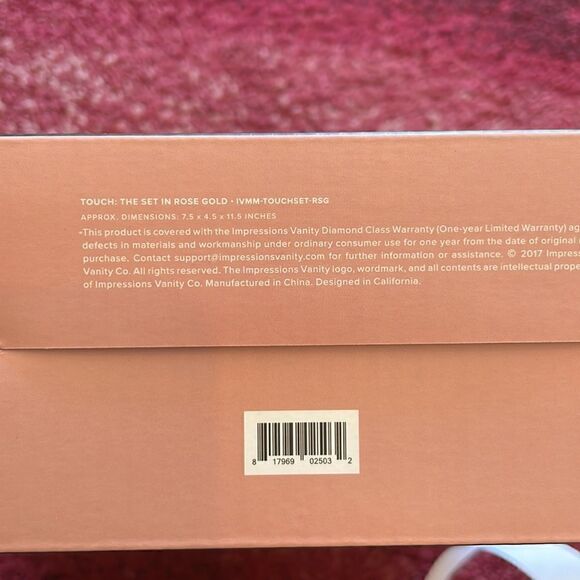 TOUCH: THE SET IN ROSE GOLD • IVMM-TOUCHSET-RSG
APPROX. DIMENSIONS: 7.5 x 4.5 x 11.5 INCHES
-This product is covered with the Impressions Vanity Diamond Class Warranty (One-year Limited Warranty) ag
defects in materials and workmanship under ordinary consumer use for one year from the date of original
purchase. Contact support@impressionsvanity.com for further information or assistance. © 2017 Impress
Vanity Co. All rights reserved. The Impressions Vanity logo, wordmark, and all contents are intellectual prope
of Impressions Vanity Co. Manufactured in China. Designed in California.
8 17969 02503 2